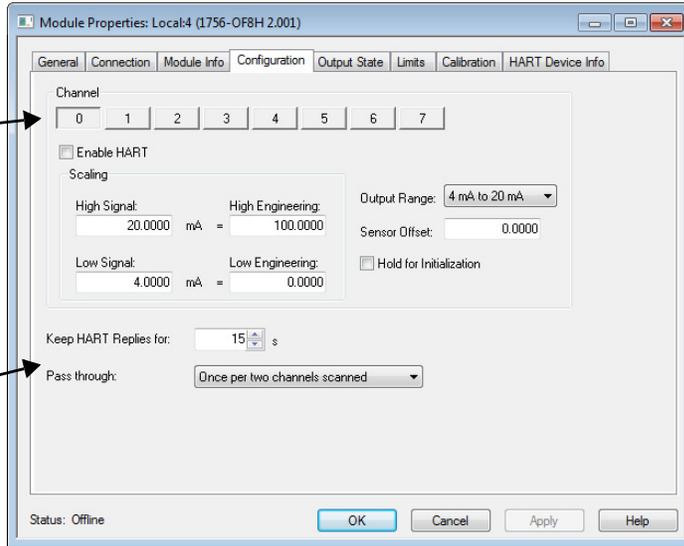 Module Properties: Local:4 (1756-OF8H 2.001)
General Connection Module Info Configuration Output State Limits Calibration HART Device Info
Channel
0 1 2 3 4 5 6 7
Enable HART
Scaling
High Signal: High Engineering: Output Range: 4 mA to 20 mA
20.0000 mA = 100.0000
Sensor Offset: 0.0000
Low Signal: Low Engineering: Hold for Initialization
4.0000 mA = 0.0000
Keep HART Replies for: 15 s
Pass through: Once per two channels scanned
Status: Offline OK Cancel Apply Help